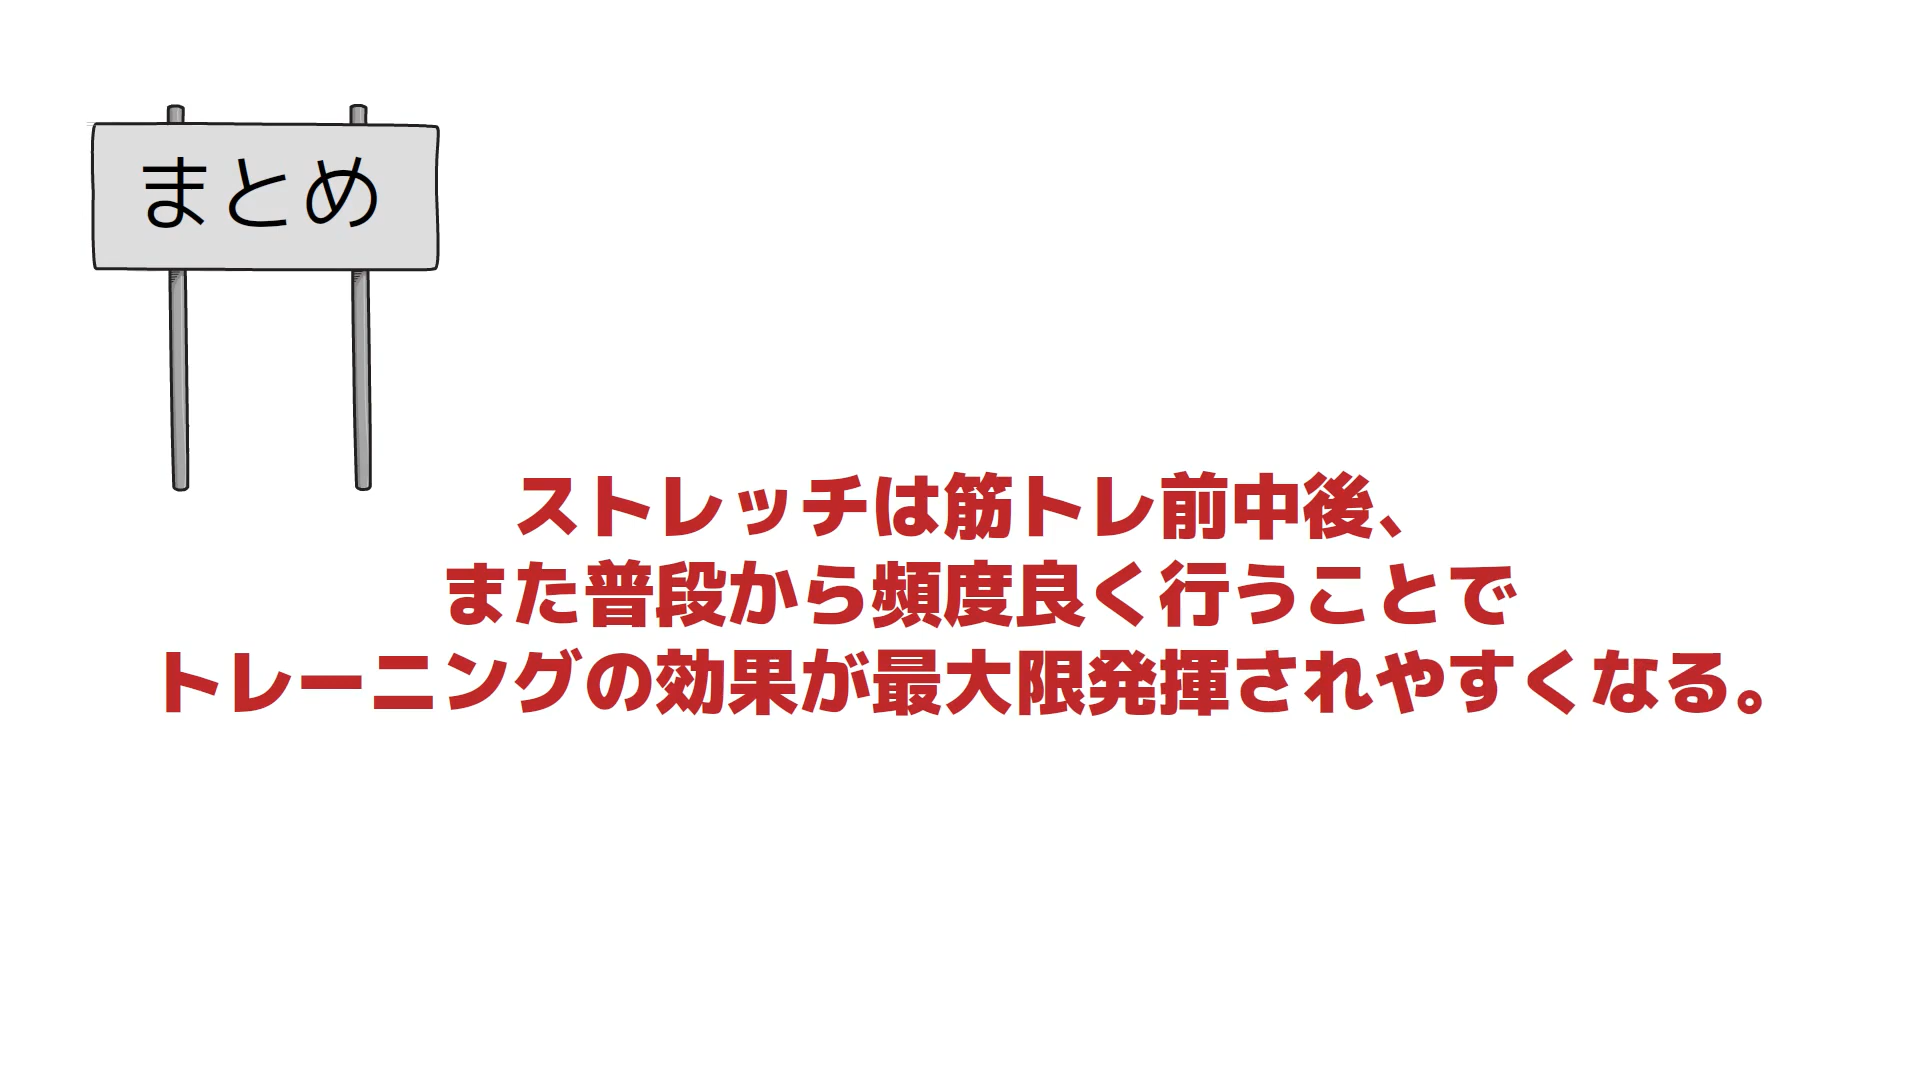 まとめ
ストレッチは筋トレ前中後、
また普段から頻度良く行うことで
トレーニングの効果が最大限発揮されやすくなる。